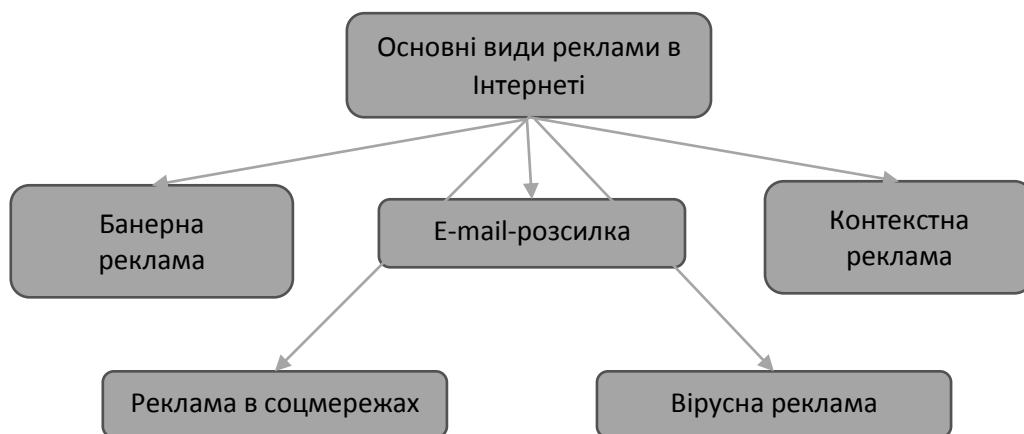 Основні види реклами в
Інтернеті
Банерна
реклама
E-mail-розсилка
Контекстна
реклама
Реклама в соцмережах
Вірусна реклама